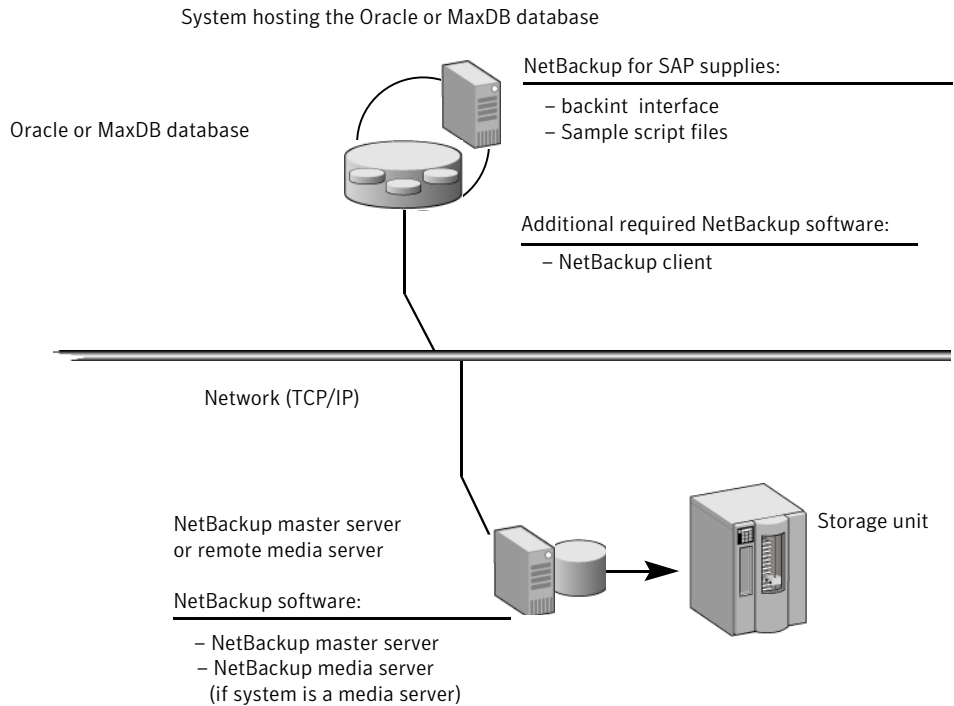 System hosting the Oracle or MaxDB database
NetBackup for SAP supplies:
– backint interface
– Sample script files
Oracle or MaxDB database
Additional required NetBackup software:
– NetBackup client
Network (TCP/IP)
NetBackup master server
or remote media server
Storage unit
NetBackup software:
– NetBackup master server
– NetBackup media server
(if system is a media server)